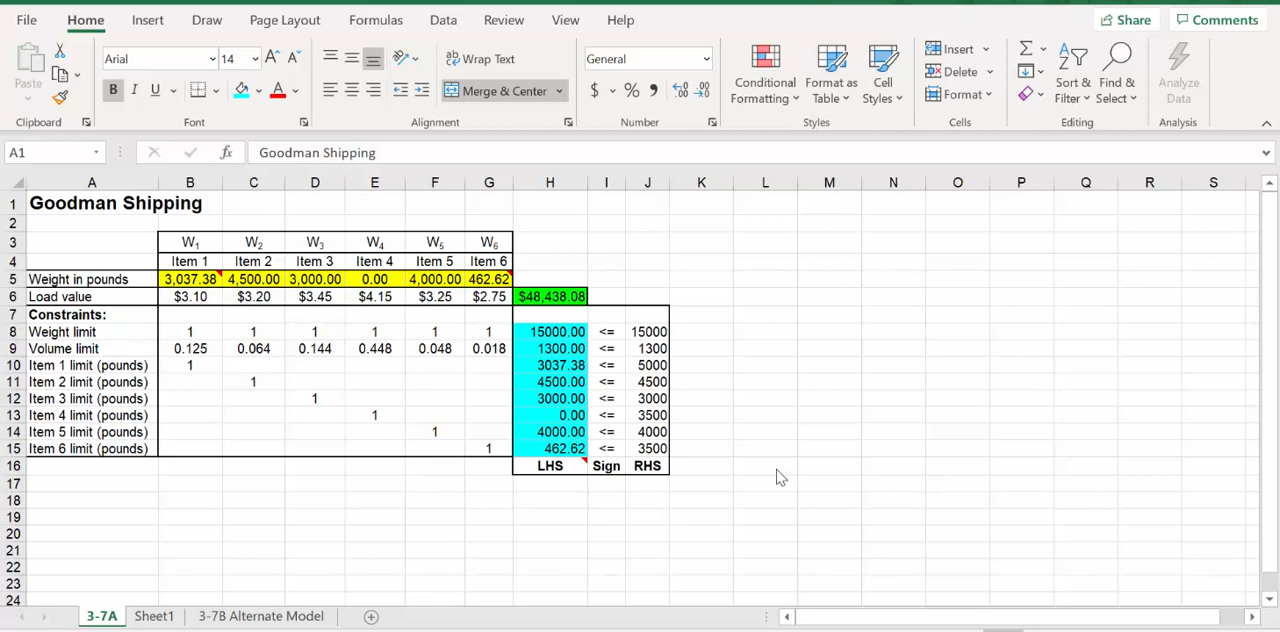 File Home Insert Draw Page Layout Formulas Data Review View Help Share Comments
Paste Arial 14 Wrap Text General Conditional Formatting Format as Table Cell Styles Insert Delete Format Sort & Filter Find & Select Analyze Data
B I U A Merge & Center $ % 9
Clipboard Font Alignment Number Styles Cells Editing Analysis
A1 fx Goodman Shipping
A B C D E F G H I J K L M N O P Q R S
1 Goodman Shipping
2
3 W1 W2 W3 W4 W5 W6
4 Item 1 Item 2 Item 3 Item 4 Item 5 Item 6
5 Weight in pounds 3,037.38 4,500.00 3,000.00 0.00 4,000.00 462.62
6 Load value $3.10 $3.20 $3.45 $4.15 $3.25 $2.75 $48,438.08
7 Constraints:
8 Weight limit 1 1 1 1 1 1 15000.00 <= 15000
9 Volume limit 0.125 0.064 0.144 0.448 0.048 0.018 1300.00 <= 1300
10 Item 1 limit (pounds) 1 3037.38 <= 5000
11 Item 2 limit (pounds) 1 4500.00 <= 4500
12 Item 3 limit (pounds) 1 3000.00 <= 3000
13 Item 4 limit (pounds) 1 0.00 <= 3500
14 Item 5 limit (pounds) 1 4000.00 <= 4000
15 Item 6 limit (pounds) 1 462.62 <= 3500
16 LHS Sign RHS
17
18
19
20
21
22
23
24
3-7A Sheet1 3-7B Alternate Model